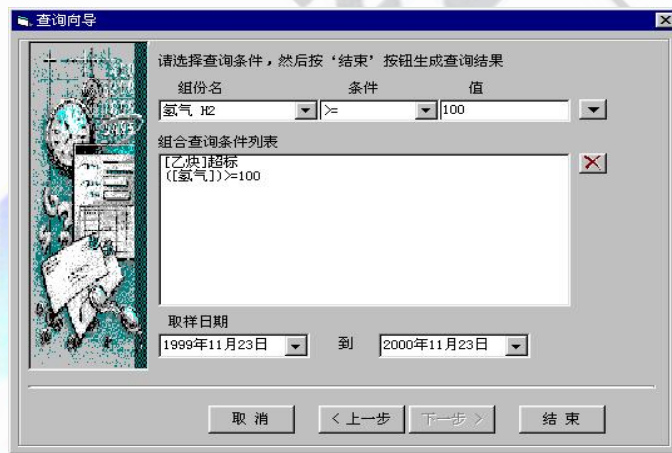 查询向导
请选择查询条件，然后按‘结束’按钮生成查询结果
组份名 条件 值
氢气 H2 >= 100
组合查询条件列表
[乙炔]超标
([氢气])>=100
取样日期
1999年11月23日 到 2000年11月23日
取 消 < 上一步 下一步 > 结 束